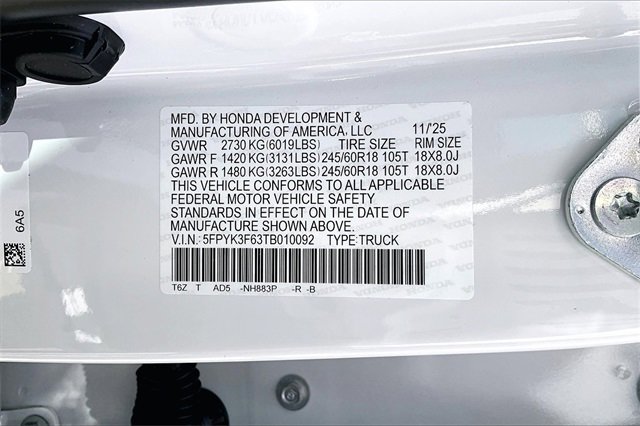 MFD. BY HONDA DEVELOPMENT &
MANUFACTURING OF AMERICA, LLC 11/'25
GVWR 2730 KG(6019LBS) TIRE SIZE RIM SIZE
GAWR F 1420 KG(3131LBS) 245/60R18 105T 18X8.0J
GAWR R 1480 KG(3263LBS) 245/60R18 105T 18X8.0J
THIS VEHICLE CONFORMS TO ALL APPLICABLE
FEDERAL MOTOR VEHICLE SAFETY
STANDARDS IN EFFECT ON THE DATE OF
MANUFACTURE SHOWN ABOVE.
V.I.N.: 5FPYK3F63TB010092 TYPE:TRUCK
T6Z T AD5 -NH883P -R -B
6A5